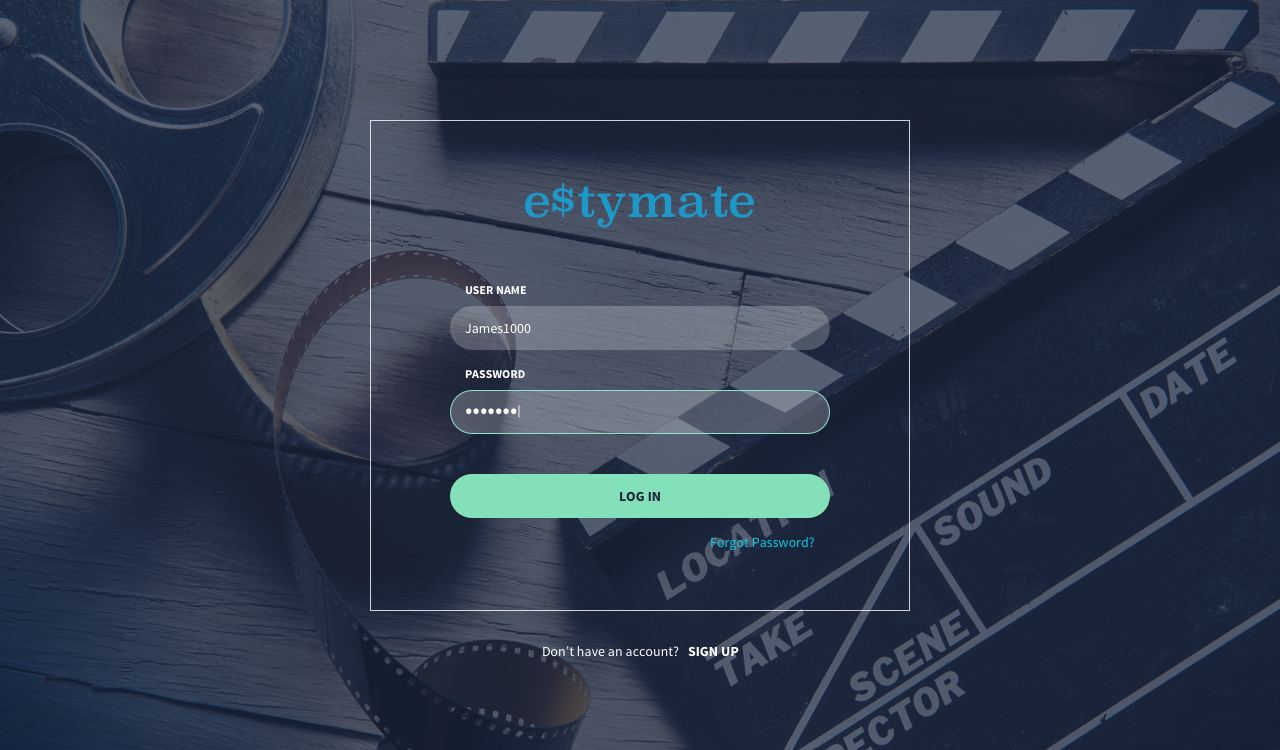 e$tymate
USER NAME
James1000
PASSWORD
●●●●●●●
LOG IN
Forgot Password?
Don't have an account? SIGN UP
DATE
SOUND
LOCATI
TAKE
SCENE
ECTOR